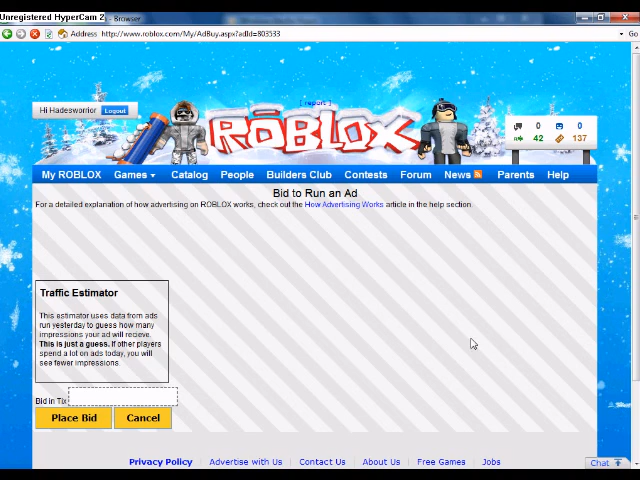 Unregistered HyperCam 2
- Browser
Address http://www.roblox.com/My/AdBuy.aspx?adId=803533
Go
Hi Hadesworrior Logout
[ report ]
ROBLOX
0 0
R$ 42 137
My ROBLOX Games Catalog People Builders Club Contests Forum News Parents Help
Bid to Run an Ad
For a detailed explanation of how advertising on ROBLOX works, check out the How Advertising Works article in the help section
Traffic Estimator
This estimator uses data from ads
run yesterday to guess how many
impressions your ad will recieve.
This is just a guess. If other players
spend a lot on ads today, you will
see fewer impressions.
Bid in Tix
Place Bid Cancel
Privacy Policy | Advertise with Us | Contact Us | About Us | Free Games | Jobs
Chat